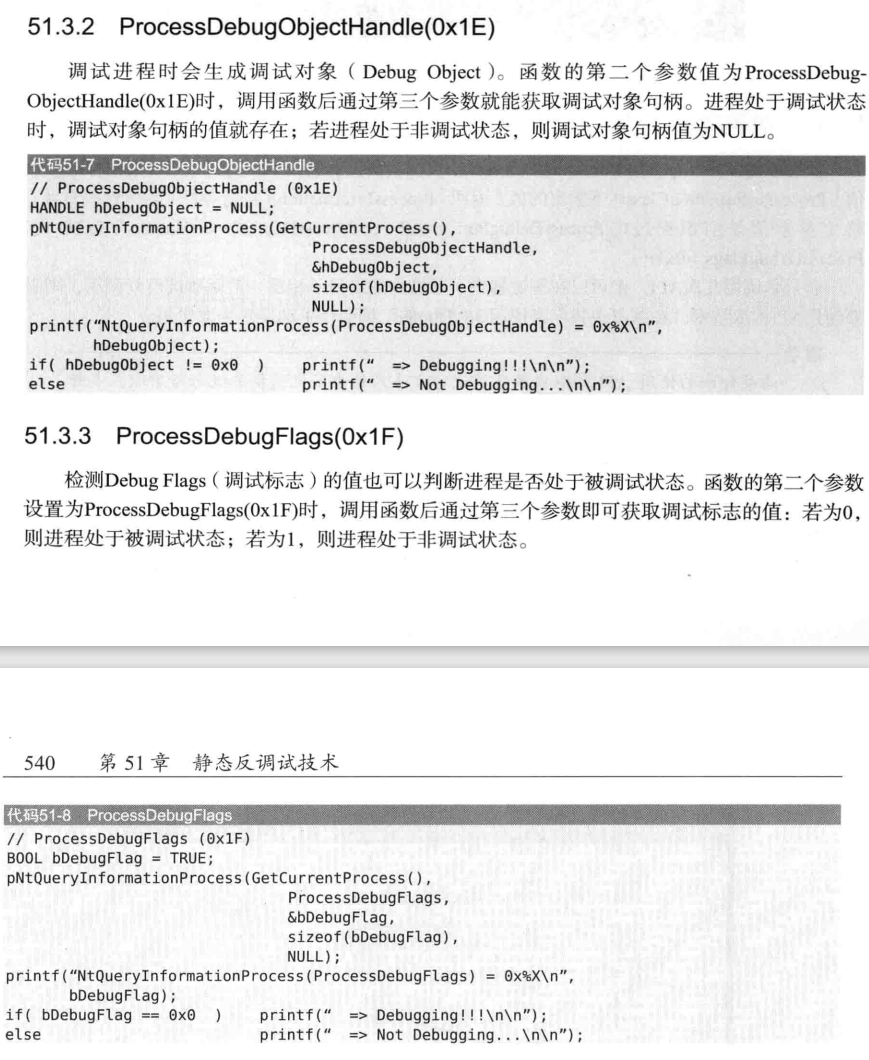 51.3.2 ProcessDebugObjectHandle(0x1E)
调试进程时会生成调试对象（Debug Object）。函数的第二个参数值为ProcessDebug-
ObjectHandle(0x1E)时，调用函数后通过第三个参数就能获取调试对象句柄。进程处于调试状态
时，调试对象句柄的值就存在；若进程处于非调试状态，则调试对象句柄值为NULL。
代码51-7 ProcessDebugObjectHandle
// ProcessDebugObjectHandle (0x1E)
HANDLE hDebugObject = NULL;
pNtQueryInformationProcess(GetCurrentProcess(),
ProcessDebugObjectHandle,
&hDebugObject,
sizeof(hDebugObject),
NULL);
printf(“NtQueryInformationProcess(ProcessDebugObjectHandle) = 0x%X\n”,
hDebugObject);
if( hDebugObject != 0x0 ) printf(“ => Debugging!!!\n\n”);
else printf(“ => Not Debugging...\n\n”);
51.3.3 ProcessDebugFlags(0x1F)
检测Debug Flags（调试标志）的值也可以判断进程是否处于被调试状态。函数的第二个参数
设置为ProcessDebugFlags(0x1F)时，调用函数后通过第三个参数即可获取调试标志的值：若为0，
则进程处于被调试状态；若为1，则进程处于非调试状态。
540 第 51 章 静态反调试技术
代码51-8 ProcessDebugFlags
// ProcessDebugFlags (0x1F)
BOOL bDebugFlag = TRUE;
pNtQueryInformationProcess(GetCurrentProcess(),
ProcessDebugFlags,
&bDebugFlag,
sizeof(bDebugFlag),
NULL);
printf(“NtQueryInformationProcess(ProcessDebugFlags) = 0x%X\n”,
bDebugFlag);
if( bDebugFlag == 0x0 ) printf(“ => Debugging!!!\n\n”);
else printf(“ => Not Debugging...\n\n”);